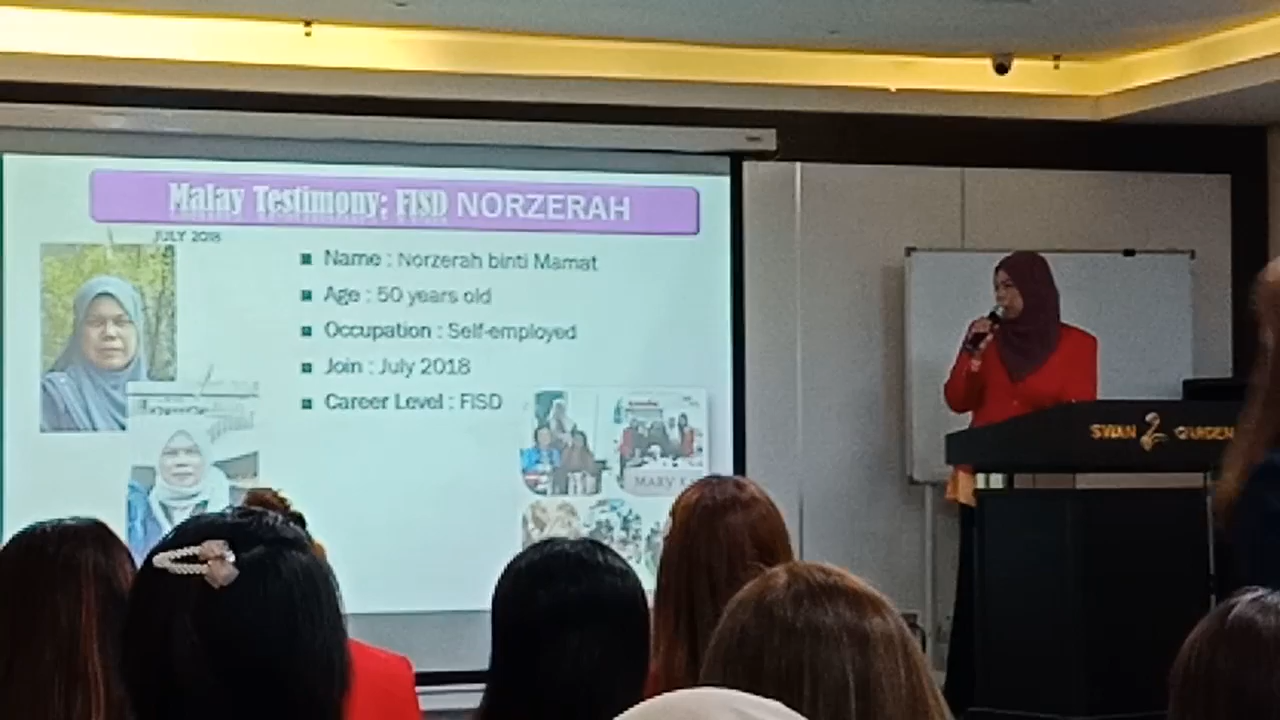 Malay Testimony: FISD NORZERAH
JULY 2018
Name : Norzerah binti Mamat
Age : 50 years old
Occupation : Self-employed
Join : July 2018
Career Level : FISD
MARY K
SWAN GARDEN